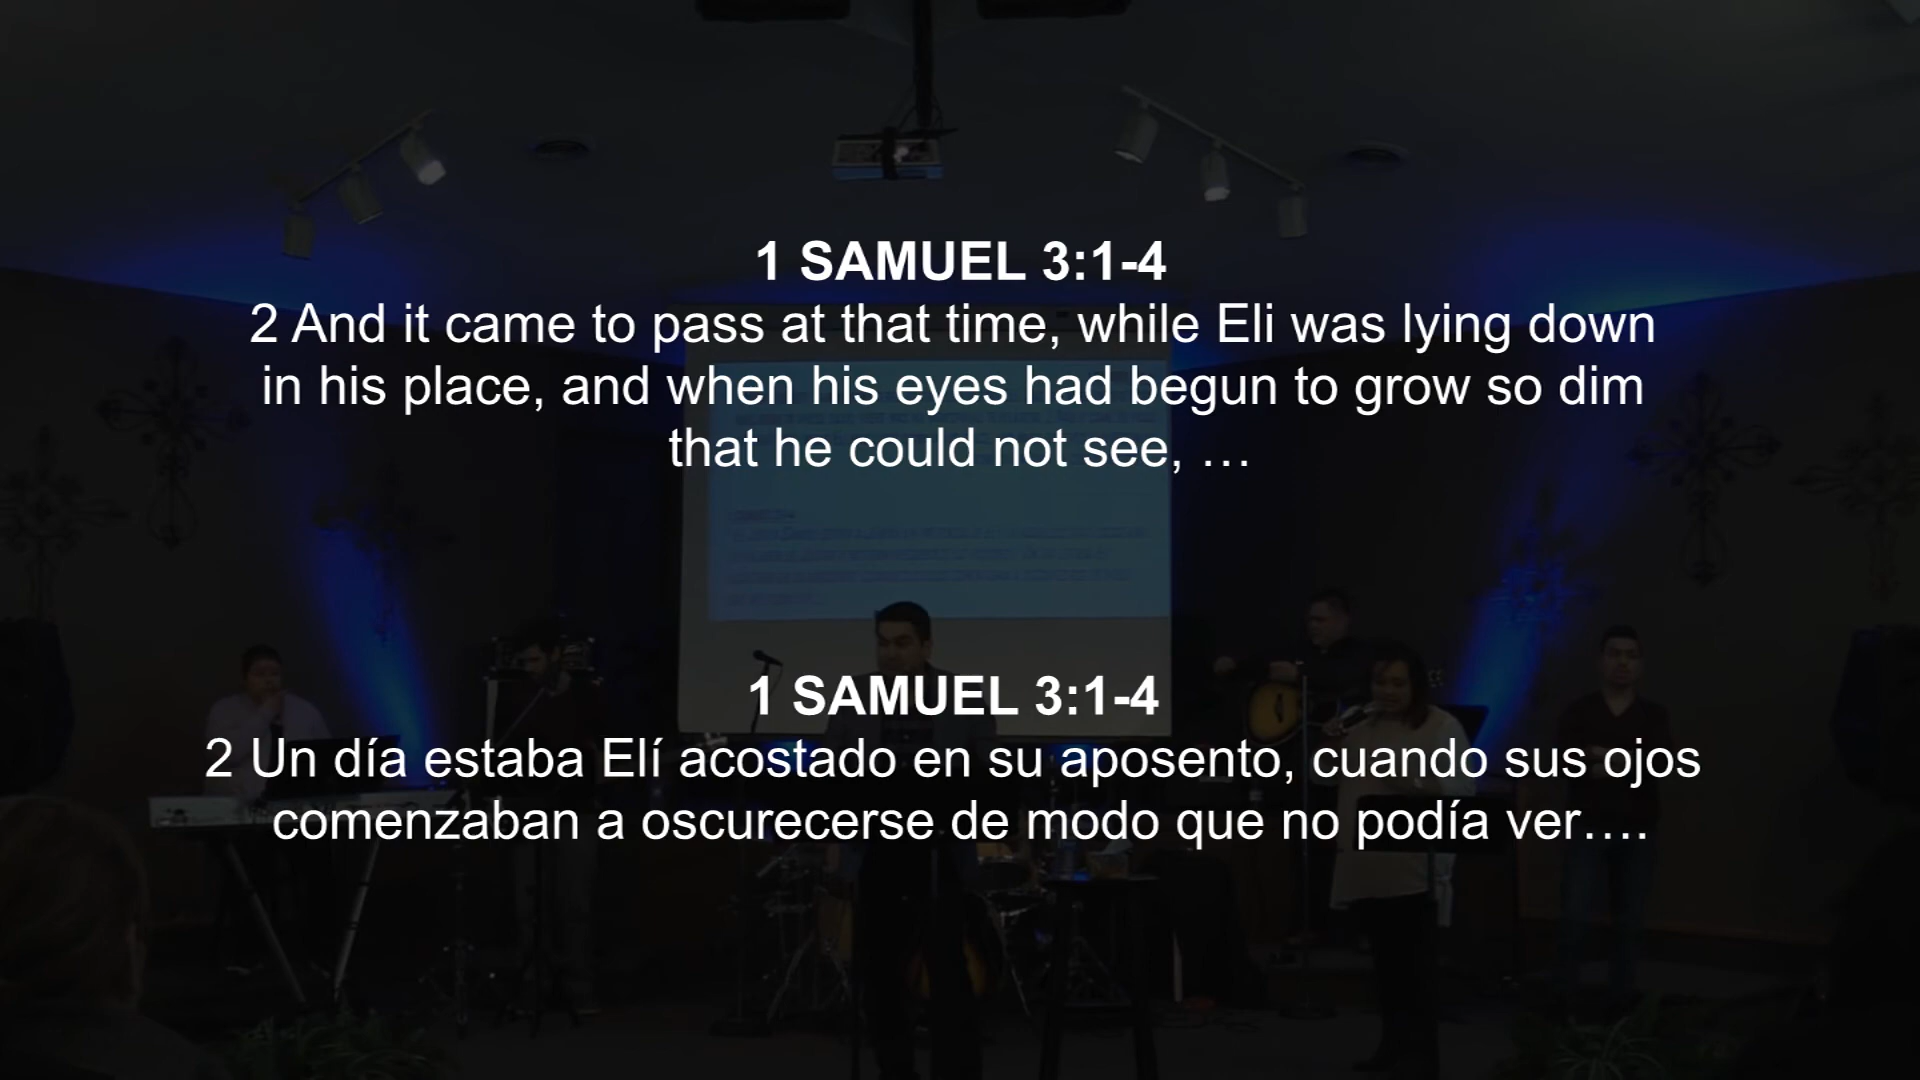 1 SAMUEL 3:1-4
2 And it came to pass at that time, while Eli was lying down
in his place, and when his eyes had begun to grow so dim
that he could not see, …
1 SAMUEL 3:1-4
2 Un día estaba Elí acostado en su aposento, cuando sus ojos
comenzaban a oscurecerse de modo que no podía ver….